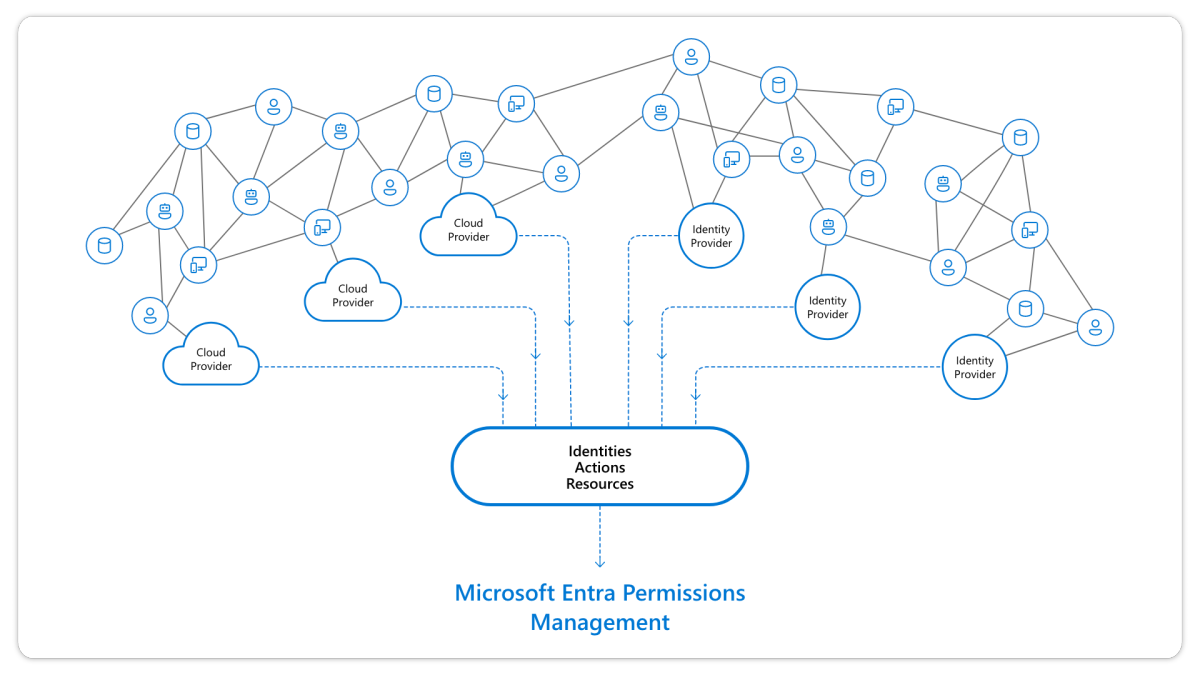 Cloud
Provider
Identity
Provider
Cloud
Provider
Identity
Provider
Cloud
Provider
Identity
Provider
Identities
Actions
Resources
Microsoft Entra Permissions
Management